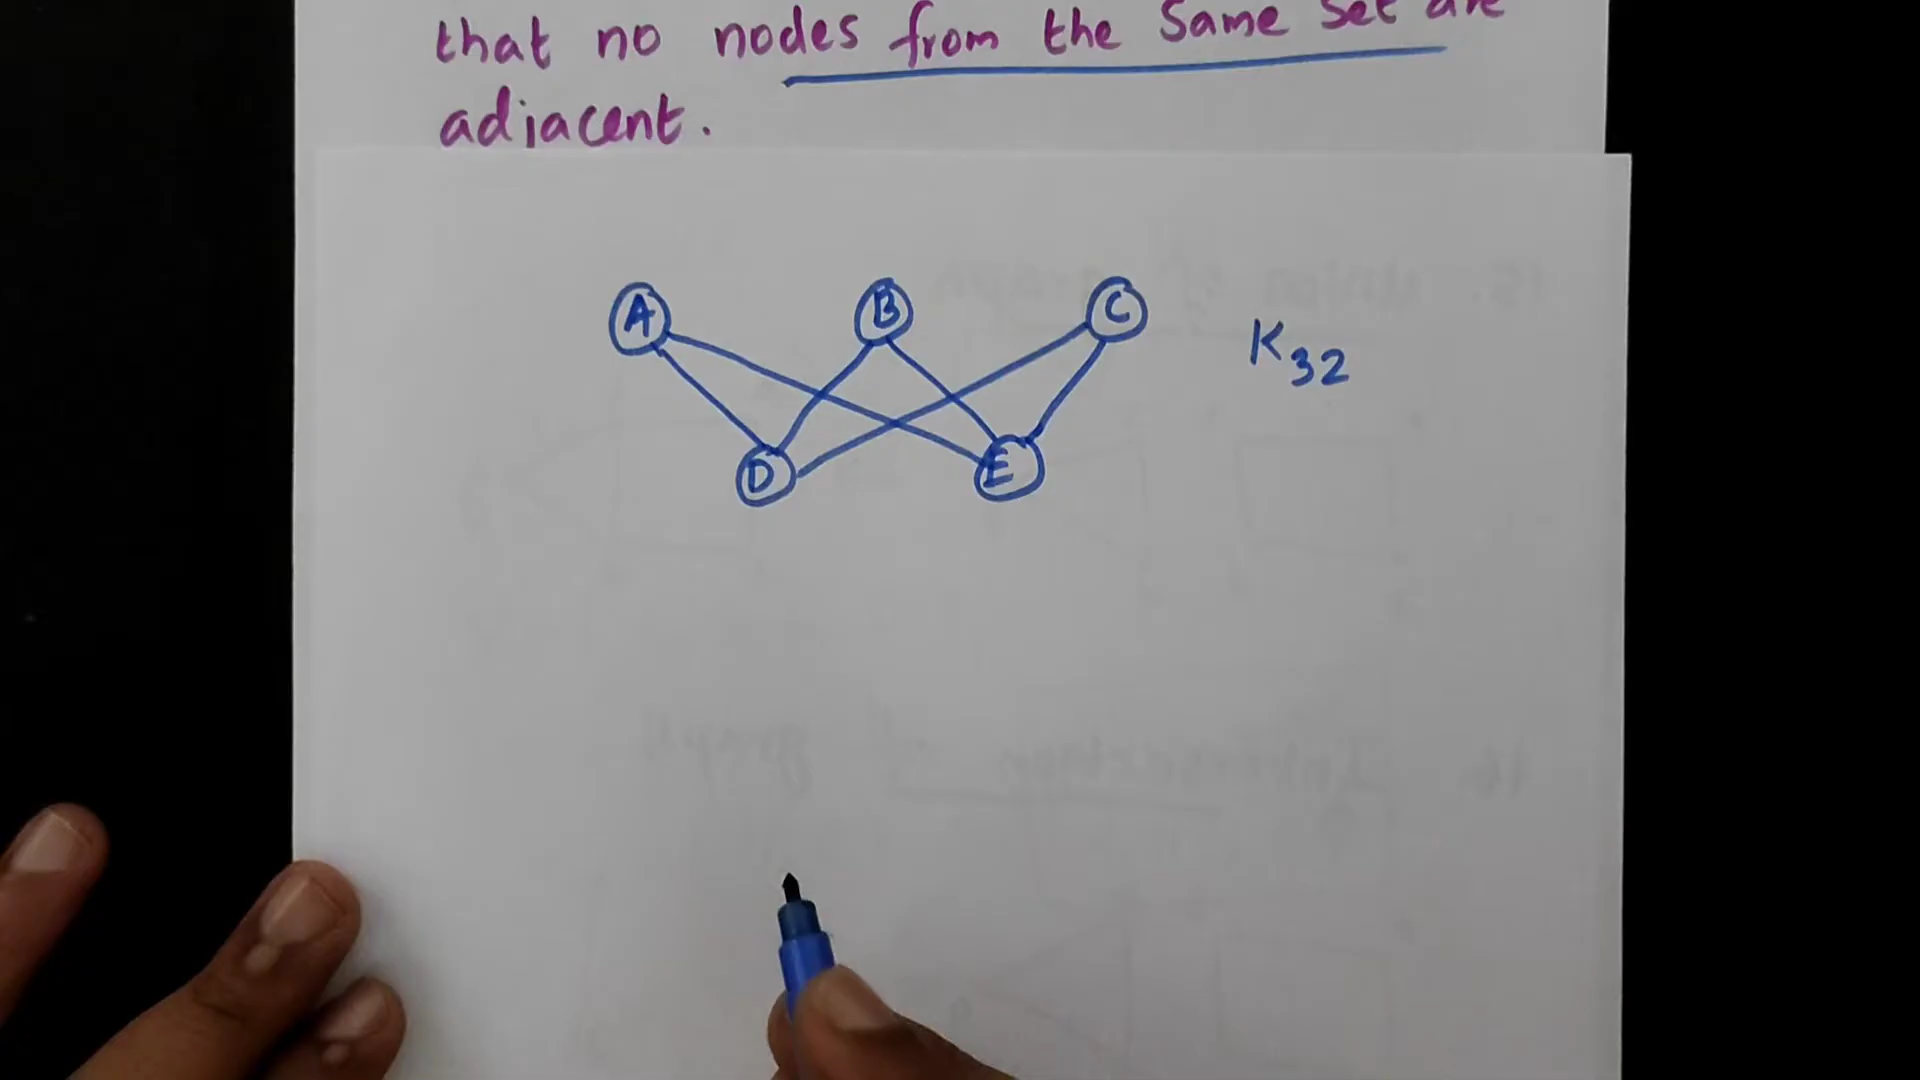 that no nodes from the Same Set are
adjacent.
A B C
K32
D E